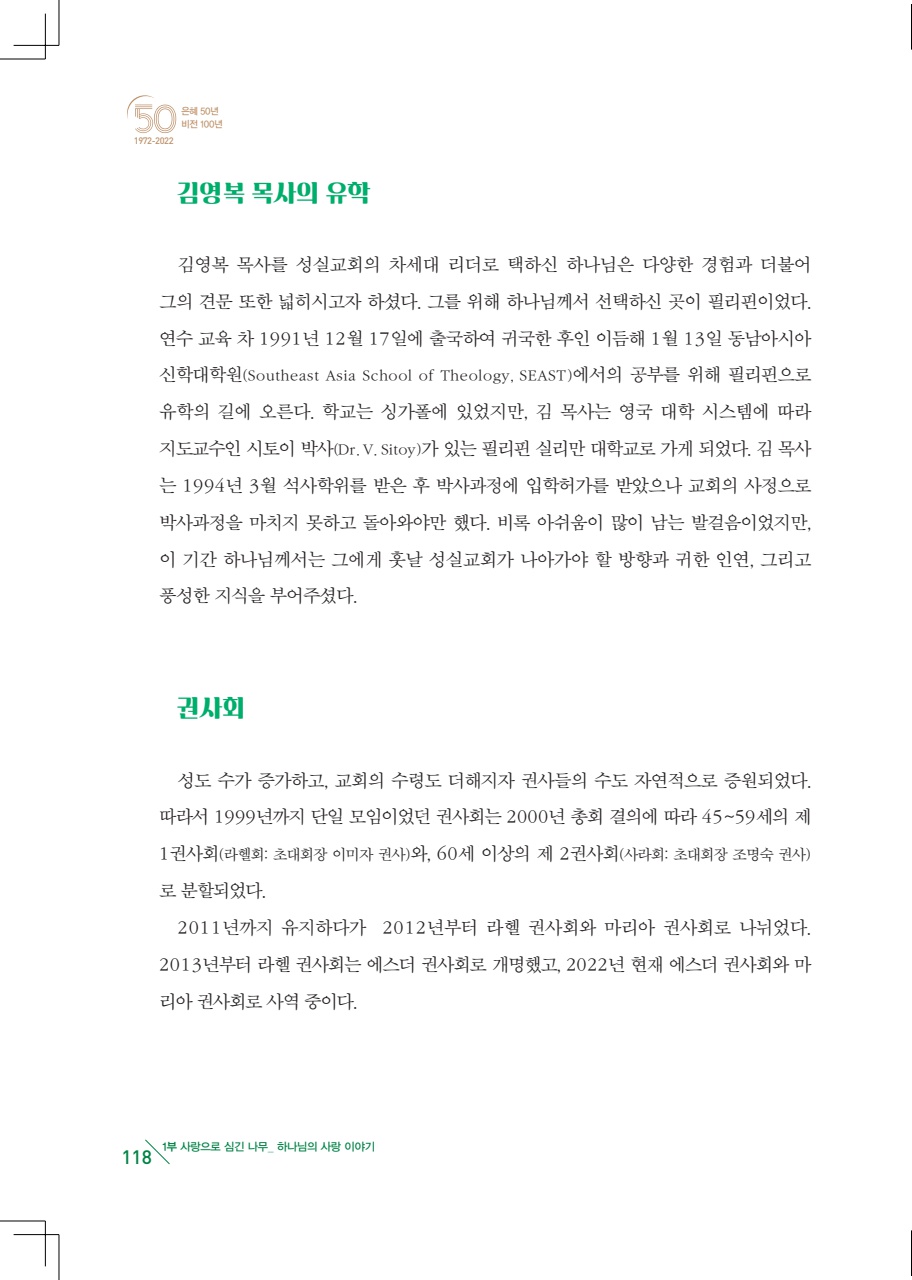 50
은혜 50년
비전 100년
1972-2022
김영복 목사의 유학
김영복 목사를 성실교회의 차세대 리더로 택하신 하나님은 다양한 경험과 더불어
그의 견문 또한 넓히시고자 하셨다. 그를 위해 하나님께서 선택하신 곳이 필리핀이었다.
연수 교육 차 1991년 12월 17일에 출국하여 귀국한 후인 이듬해 1월 13일 동남아시아
신학대학원(Southeast Asia School of Theology, SEAST)에서의 공부를 위해 필리핀으로
유학의 길에 오른다. 학교는 싱가폴에 있었지만, 김 목사는 영국 대학 시스템에 따라
지도교수인 시토이 박사(Dr. V. Sitoy)가 있는 필리핀 실리만 대학교로 가게 되었다. 김 목사
는 1994년 3월 석사학위를 받은 후 박사과정에 입학허가를 받았으나 교회의 사정으로
박사과정을 마치지 못하고 돌아와야만 했다. 비록 아쉬움이 많이 남는 발걸음이었지만,
이 기간 하나님께서는 그에게 훗날 성실교회가 나아가야 할 방향과 귀한 인연, 그리고
풍성한 지식을 부어주셨다.
권사회
성도 수가 증가하고, 교회의 수령도 더해지자 권사들의 수도 자연적으로 증원되었다.
따라서 1999년까지 단일 모임이었던 권사회는 2000년 총회 결의에 따라 45~59세의 제
1권사회(라헬회: 초대회장 이미자 권사)와, 60세 이상의 제 2권사회(사라회: 초대회장 조명숙 권사)
로 분할되었다.
2011년까지 유지하다가 2012년부터 라헬 권사회와 마리아 권사회로 나뉘었다.
2013년부터 라헬 권사회는 에스더 권사회로 개명했고, 2022년 현재 에스더 권사회와 마
리아 권사회로 사역 중이다.
118 1부 사랑으로 심긴 나무_ 하나님의 사랑 이야기